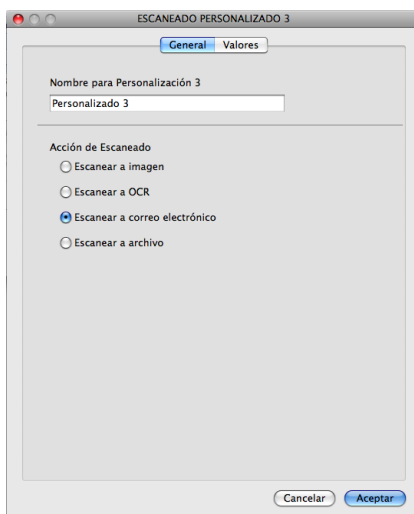 ESCANEADO PERSONALIZADO 3
General Valores
Nombre para Personalización 3
Personalizado 3
Acción de Escaneado
Escanear a imagen
Escanear a OCR
Escanear a correo electrónico
Escanear a archivo
Cancelar Aceptar